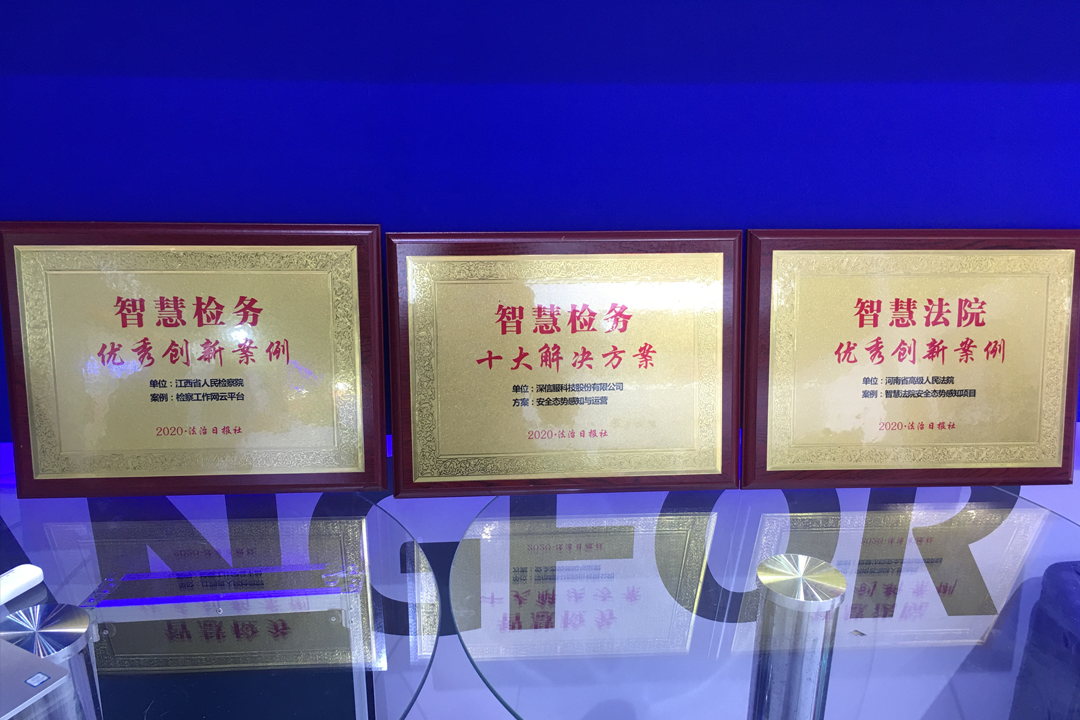 智慧检务
优秀创新案例
单位：江西省人民检察院
案例：检察工作网云平台
2020·法治日报社
智慧检务
十大解决方案
单位：深信服科技股份有限公司
方案：安全态势感知与运营
2020·法治日报社
智慧法院
优秀创新案例
单位：河南省高级人民法院
案例：智慧法院安全态势感知项目
2020·法治日报社
ANGFOR